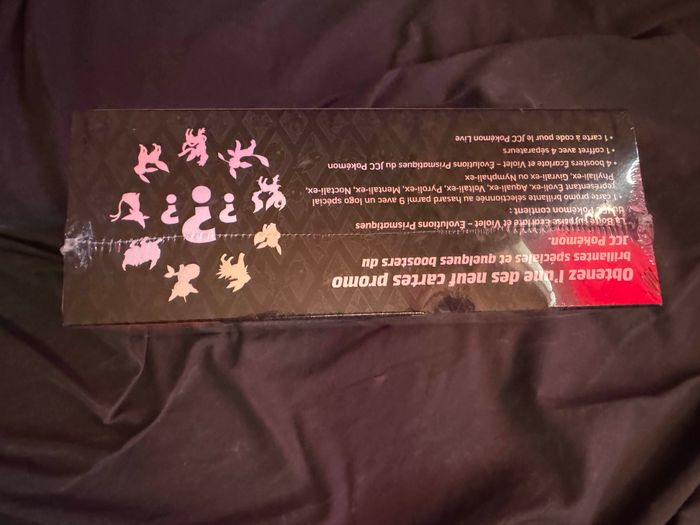 Obtenez l'une des neuf cartes promo
brillantes spéciales et quelques boosters du
JCC Pokémon.
Écarlate et Violet – Évolutions Prismatiques
Pokémon contient :
• 1 carte promo brillante sélectionnée au hasard parmi 9 avec un logo spécial
représentant Évoli-ex, Aquali-ex, Voltali-ex, Pyroli-ex, Mentali-ex, Noctali-ex,
Phyllali-ex, Givrali-ex ou Nymphali-ex
• 4 boosters Écarlate et Violet – Évolutions Prismatiques du JCC Pokémon
• 1 coffret avec 4 séparateurs
• 1 carte à code pour le JCC Pokémon Live
? ? ?